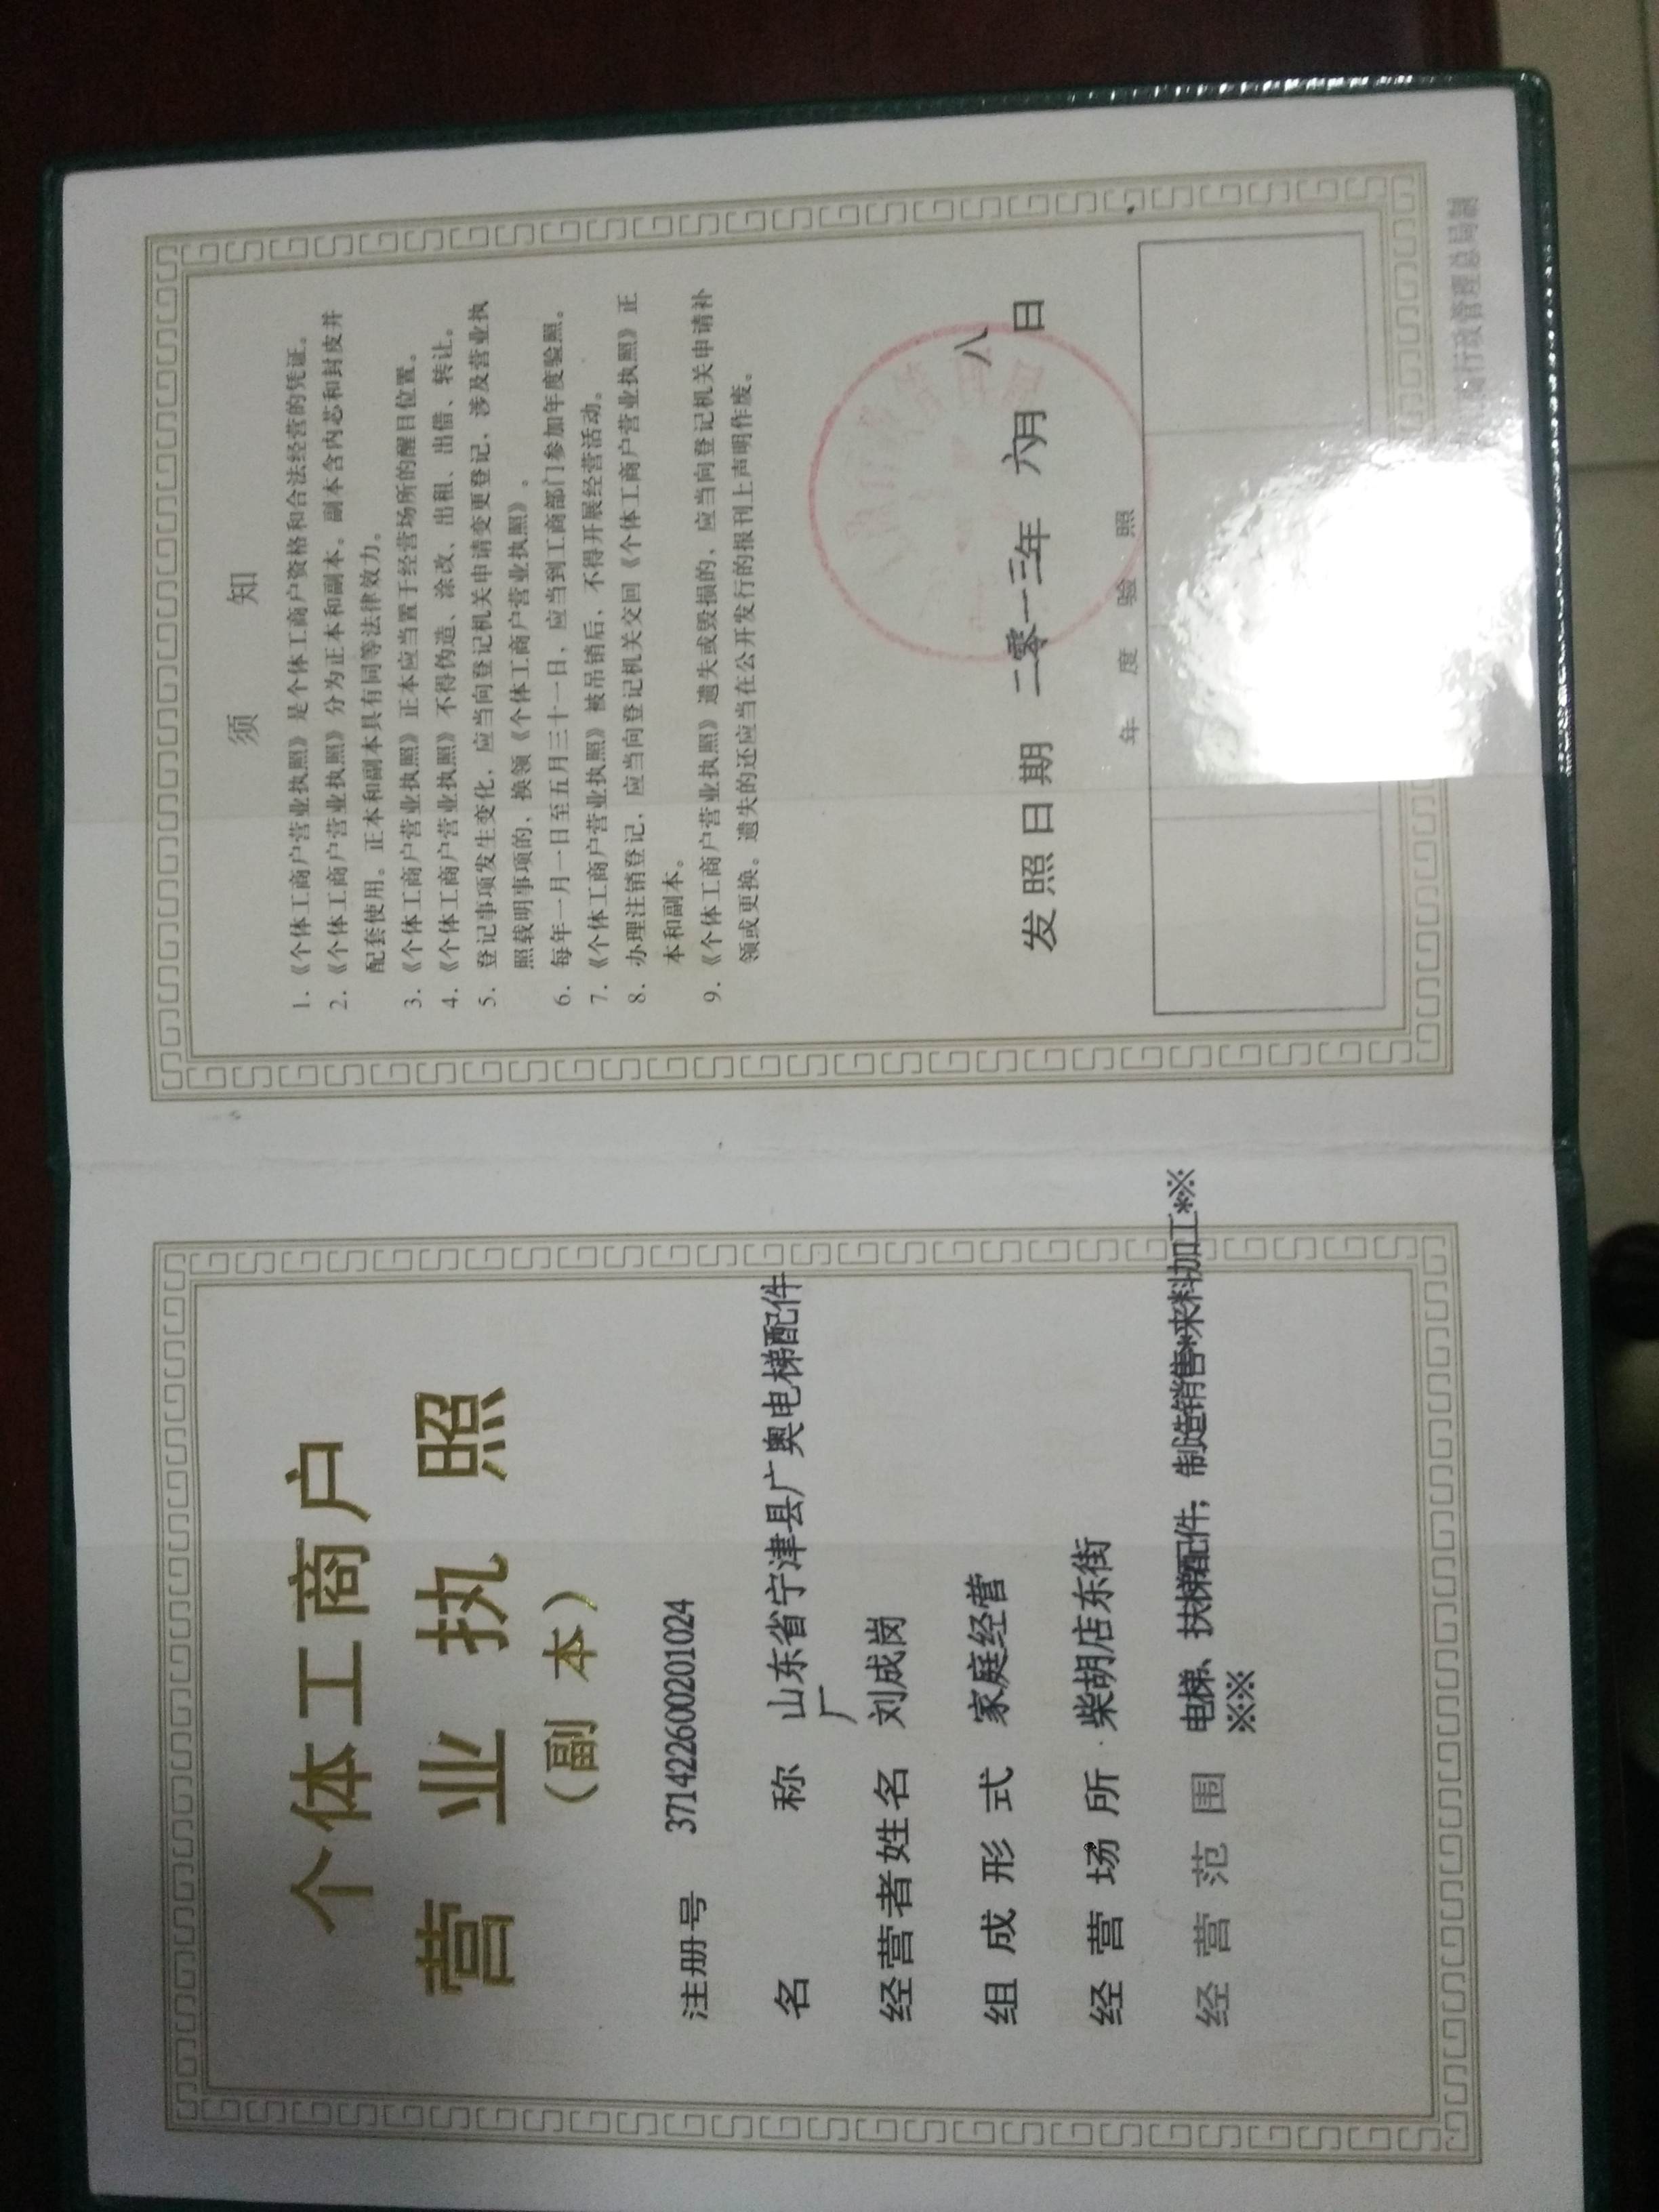 个体工商户
营业执照
（副本）
注册号 371422600201024
名称 山东省宁津县广奥电梯配件
厂
经营者姓名 刘成岗
组成形式 家庭经营
经营场所 柴胡店东街
经营范围 电梯、扶梯配件；制造销售※来料加工※※
※※
须知
1.《个体工商户营业执照》是个体工商户资格和合法经营的凭证。
2.《个体工商户营业执照》分为正本和副本。副本含内芯和封皮并
配套使用。正本和副本具有同等法律效力。
3.《个体工商户营业执照》正本应当置于经营场所的醒目位置。
4.《个体工商户营业执照》不得伪造、涂改、出租、出借、转让。
5.登记事项发生变化，应当向登记机关申请变更登记，涉及营业执
照载明事项的，换领《个体工商户营业执照》。
6.每年一月一日至五月三十一日，应当到工商部门参加年度验照。
7.《个体工商户营业执照》被吊销后，不得开展经营活动。
8.办理注销登记，应当向登记机关交回《个体工商户营业执照》正
本和副本。
9.《个体工商户营业执照》遗失或毁损的，应当向登记机关申请补
领或更换。遗失的还应当在公开发行的报刊上声明作废。
发照日期 二零一三年 六月 八日
年度验照
行政管理总局制